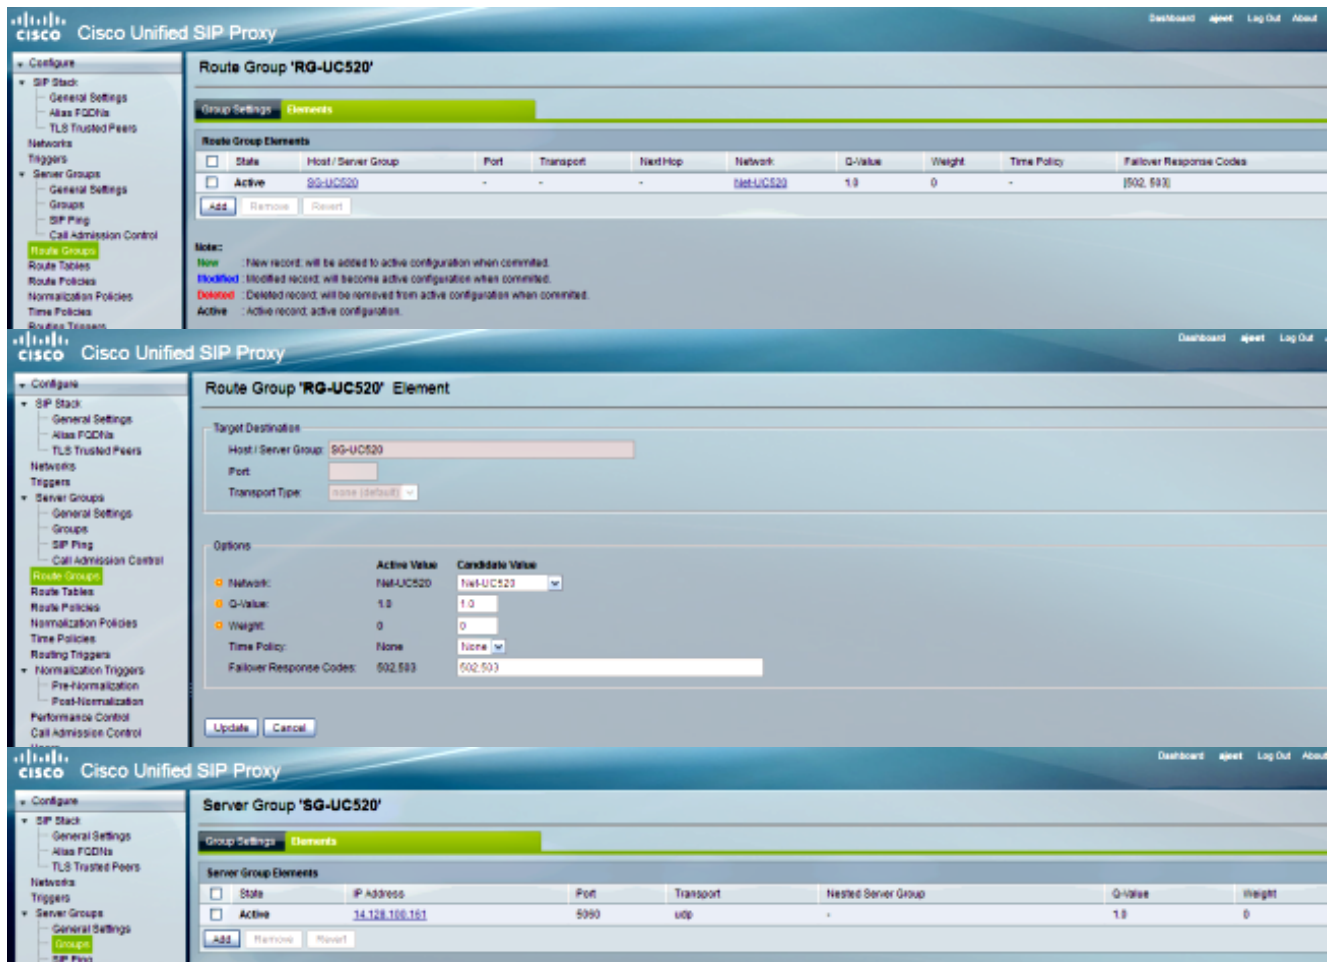 Dashboard ajeet Log Out About
cisco Cisco Unified SIP Proxy
Configure
SIP Stack
General Settings
Alias FQDNs
TLS Trusted Peers
Networks
Triggers
Server Groups
General Settings
Groups
SIP Ping
Call Admission Control
Route Groups
Route Tables
Route Policies
Normalization Policies
Time Policies
Routing Triggers
Route Group 'RG-UC520'
Group Settings Elements
Route Group Elements
State Host / Server Group Port Transport Next Hop Network Q-Value Weight Time Policy Failover Response Codes
Active SG-UC520 - - - Net-UC520 1.0 0 - [502, 503]
Add Remove Revert
Note::
New : New record; will be added to active configuration when commited.
Modified : Modified record; will become active configuration when commited.
Deleted : Deleted record; will be removed from active configuration when commited.
Active : Active record; active configuration.
Dashboard ajeet Log Out
cisco Cisco Unified SIP Proxy
Configure
SIP Stack
General Settings
Alias FQDNs
TLS Trusted Peers
Networks
Triggers
Server Groups
General Settings
Groups
SIP Ping
Call Admission Control
Route Groups
Route Tables
Route Policies
Normalization Policies
Time Policies
Routing Triggers
Normalization Triggers
Pre-Normalization
Post-Normalization
Performance Control
Call Admission Control
Route Group 'RG-UC520' Element
Target Destination
Host / Server Group: SG-UC520
Port
Transport Type: none (default)
Options
Active Value Candidate Value
Network: Net-UC520 Net-UC520
Q-Value: 1.0 1.0
Weight: 0 0
Time Policy: None None
Failover Response Codes: 502,503 502,503
Update Cancel
Dashboard ajeet Log Out About
cisco Cisco Unified SIP Proxy
Configure
SIP Stack
General Settings
Alias FQDNs
TLS Trusted Peers
Networks
Triggers
Server Groups
General Settings
Groups
SIP Ping
Server Group 'SG-UC520'
Group Settings Elements
Server Group Elements
State IP Address Port Transport Nested Server Group Q-Value Weight
Active 14.128.100.161 5060 udp - 1.0 0
Add Remove Revert